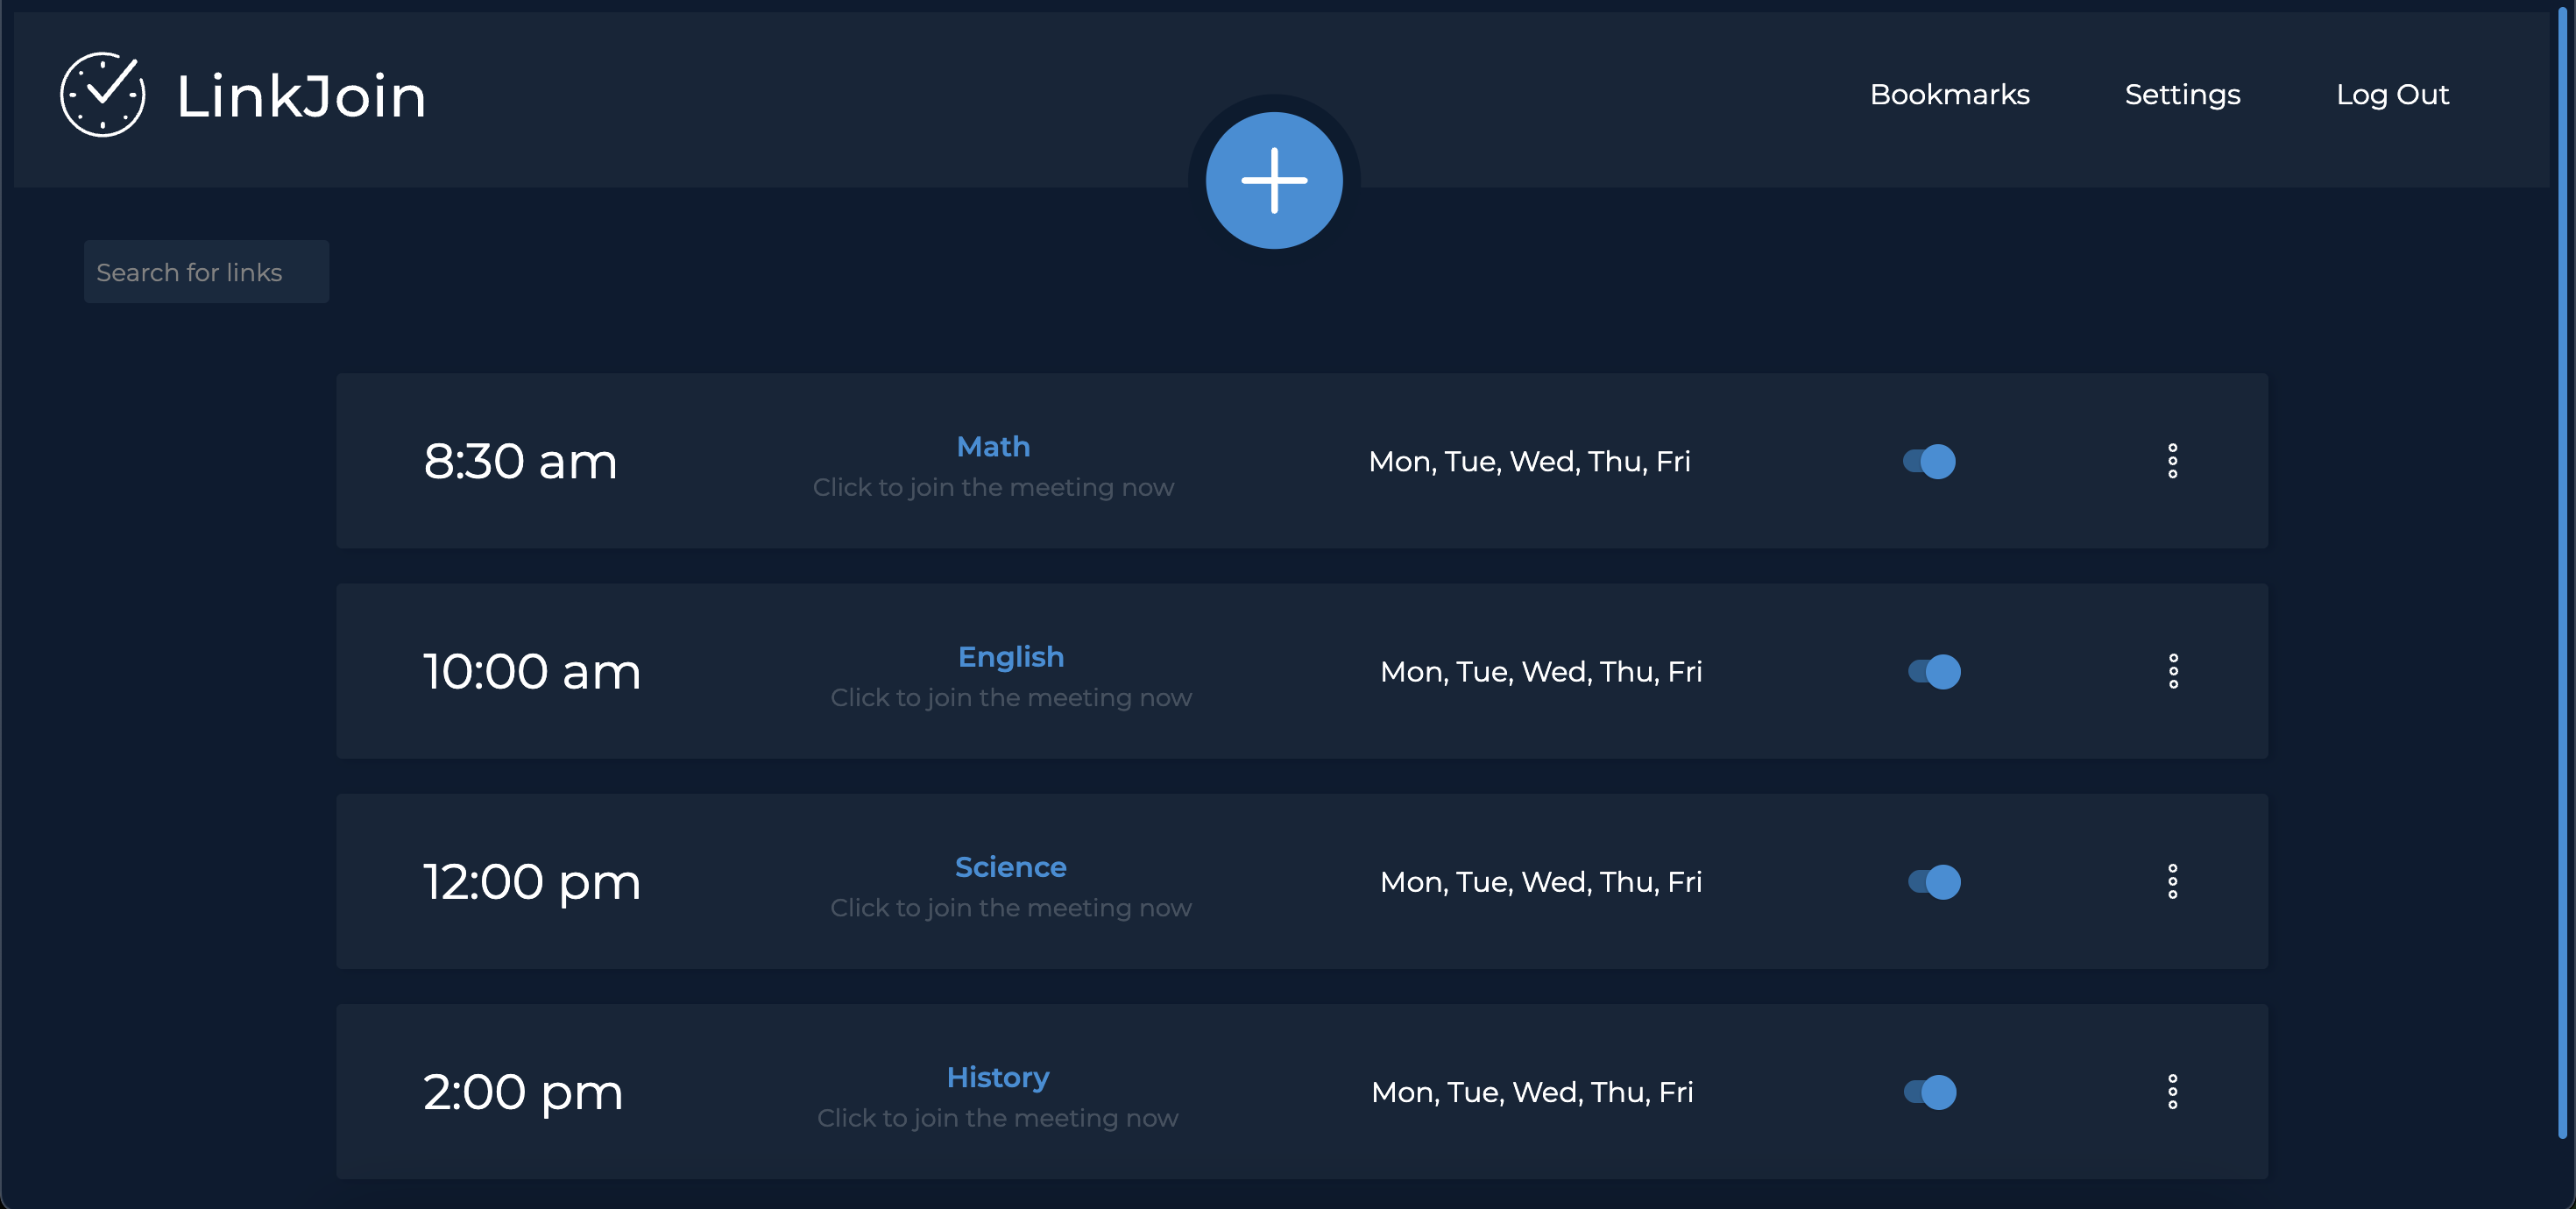 LinkJoin
Bookmarks Settings Log Out
Search for links
8:30 am
Math
Click to join the meeting now
Mon, Tue, Wed, Thu, Fri
10:00 am
English
Click to join the meeting now
Mon, Tue, Wed, Thu, Fri
12:00 pm
Science
Click to join the meeting now
Mon, Tue, Wed, Thu, Fri
2:00 pm
History
Click to join the meeting now
Mon, Tue, Wed, Thu, Fri